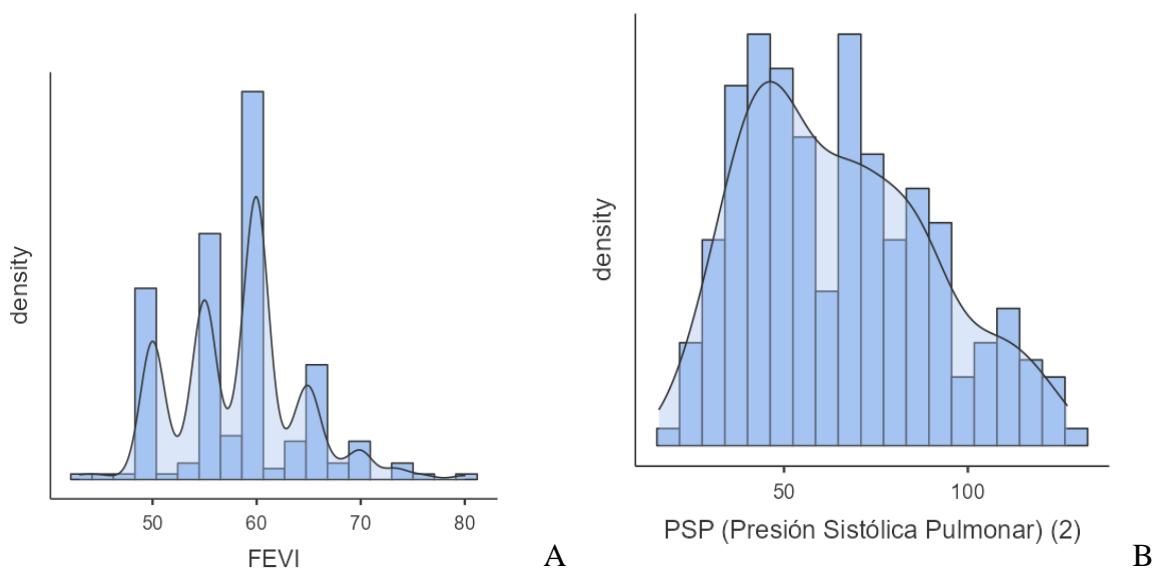 density
50 60 70 80
FEVI
A
density
50 100
PSP (Presión Sistólica Pulmonar) (2)
B